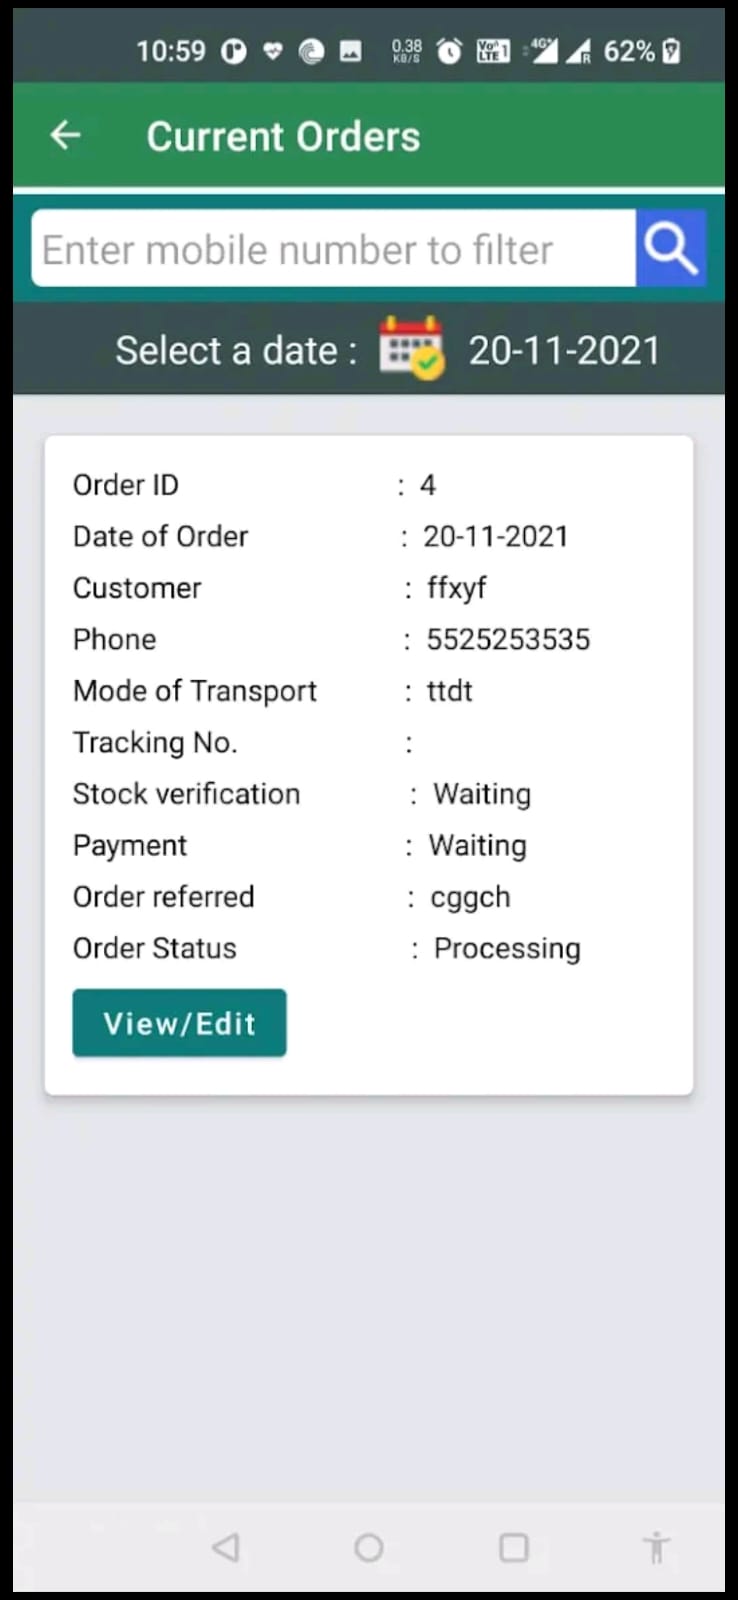 10:59 0.38 KB/S VoLTE 1 4G+ R 62%
Current Orders
Enter mobile number to filter
Select a date : 20-11-2021
Order ID : 4
Date of Order : 20-11-2021
Customer : ffxyf
Phone : 5525253535
Mode of Transport : ttdt
Tracking No. :
Stock verification : Waiting
Payment : Waiting
Order referred : cggch
Order Status : Processing
View/Edit